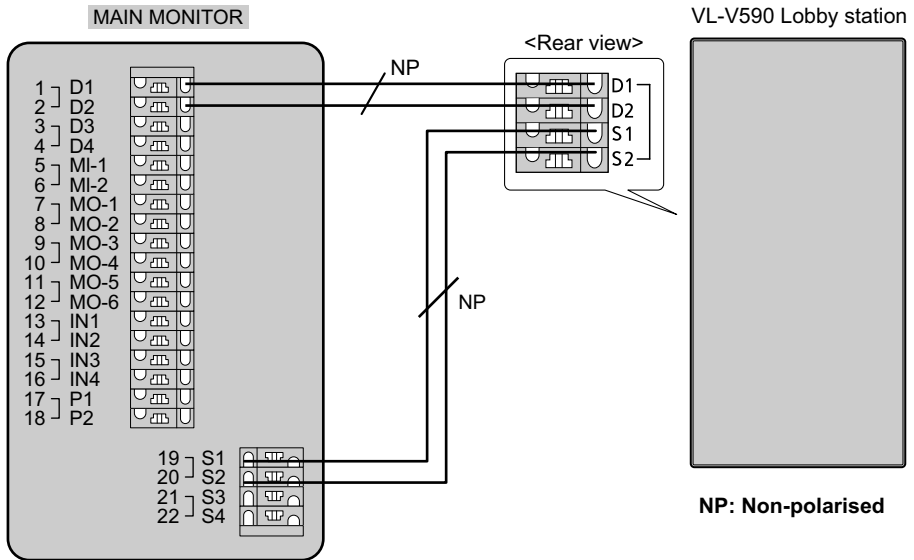 MAIN MONITOR
VL-V590 Lobby station
<Rear view>
NP
1 D1
2 D2
3 D3
4 D4
5 MI-1
6 MI-2
7 MO-1
8 MO-2
9 MO-3
10 MO-4
11 MO-5
12 MO-6
13 IN1
14 IN2
15 IN3
16 IN4
17 P1
18 P2
19 S1
20 S2
21 S3
22 S4
D1
D2
S1
S2
NP
NP: Non-polarised